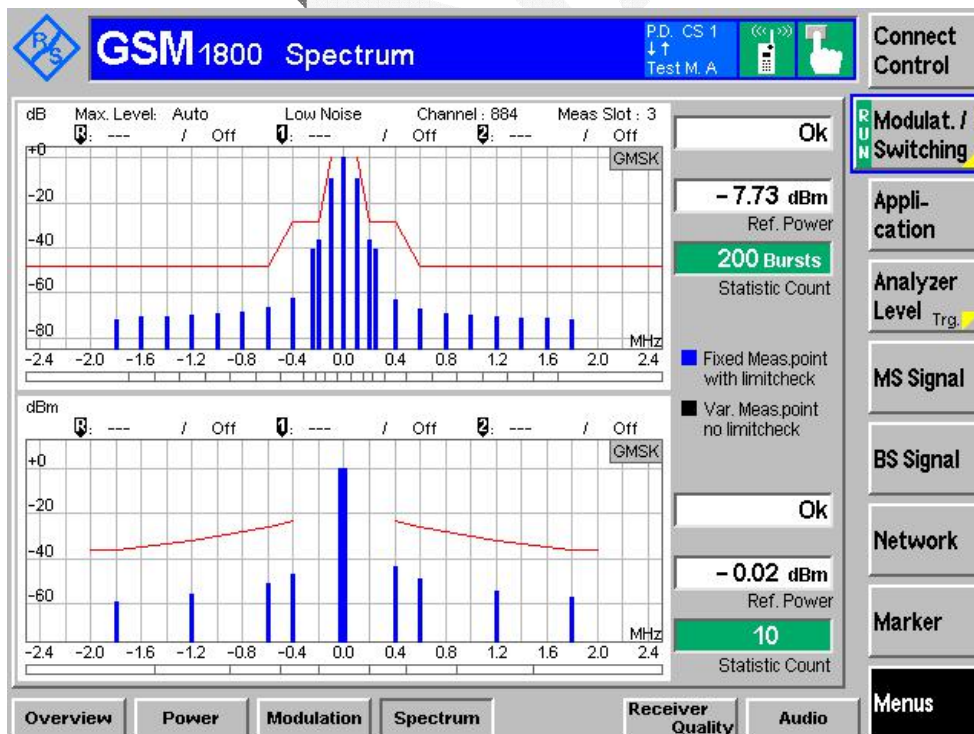 R/S
GSM 1800 Spectrum
P.D. CS 1
↓↑
Test M. A
Connect
Control
RUN
Modulat. /
Switching
Appli-
cation
Analyzer
Level Trg.
MS Signal
BS Signal
Network
Marker
Menus
dB Max. Level: Auto Low Noise Channel : 884 Meas Slot : 3
R: --- / Off 1: --- / Off 2: --- / Off
GMSK
+0
-20
-40
-60
-80
MHz
-2.4 -2.0 -1.6 -1.2 -0.8 -0.4 0.0 0.4 0.8 1.2 1.6 2.0 2.4
Ok
-7.73 dBm
Ref. Power
200 Bursts
Statistic Count
Fixed Meas.point
with limitcheck
Var. Meas.point
no limitcheck
dBm
R: --- / Off 1: --- / Off 2: --- / Off
GMSK
+0
-20
-40
-60
MHz
-2.4 -2.0 -1.6 -1.2 -0.8 -0.4 0.0 0.4 0.8 1.2 1.6 2.0 2.4
Ok
-0.02 dBm
Ref. Power
10
Statistic Count
Overview
Power
Modulation
Spectrum
Receiver
Quality
Audio